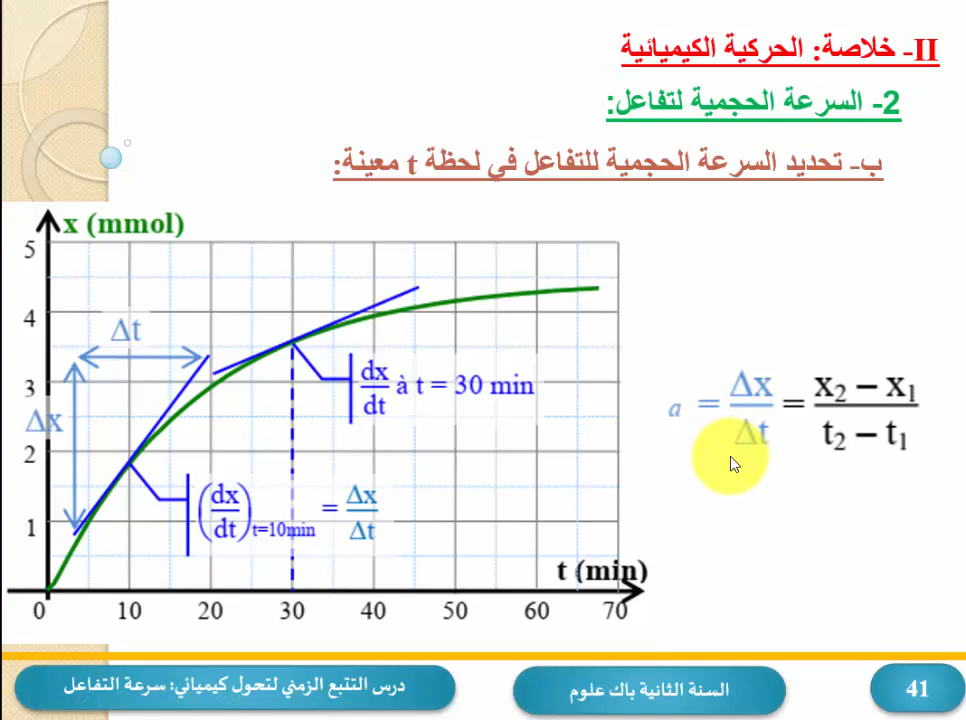 II- خلاصة: الحركية الكيميائية
2- السرعة الحجمية لتفاعل:
ب- تحديد السرعة الحجمية للتفاعل في لحظة t معينة:
x (mmol)
5
4
3
2
1
Δt
Δx
dx/dt à t = 30 min
(dx/dt)t=10min = Δx/Δt
a = Δx/Δt = x₂ – x₁/t₂ – t₁
t (min)
0 10 20 30 40 50 60 70
درس التتبع الزمني لتحول كيميائي: سرعة التفاعل
السنة الثانية باك علوم
41